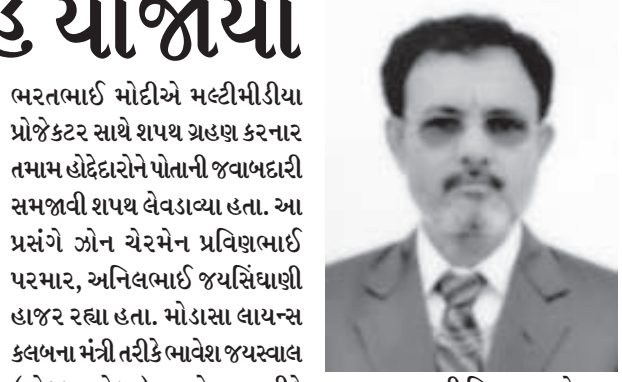 યોજાયો
ભરતભાઈ મોદીએ મલ્ટીમીડીયા
પ્રોજેકટર સાથે શપથ ગ્રહણ કરનાર
તમામ હોદ્દેદારોને પોતાની જવાબદારી
સમજાવી શપથ લેવડાવ્યા હતા. આ
પ્રસંગે ઝોન ચેરમેન પ્રવિણભાઈ
પરમાર, અનિલભાઈ જયસિંઘાણી
હાજર રહ્યા હતા. મોડાસા લાયન્સ
કલબના મંત્રી તરીકે ભાવેશ જયસ્વાલ